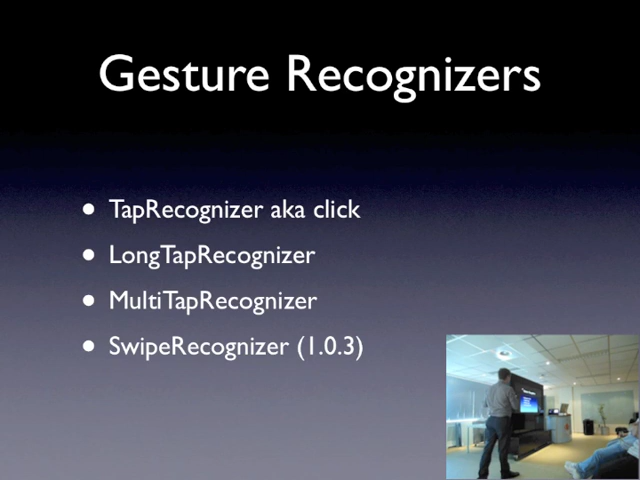 Gesture Recognizers
• TapRecognizer aka click
• LongTapRecognizer
• MultiTapRecognizer
• SwipeRecognizer (1.0.3)